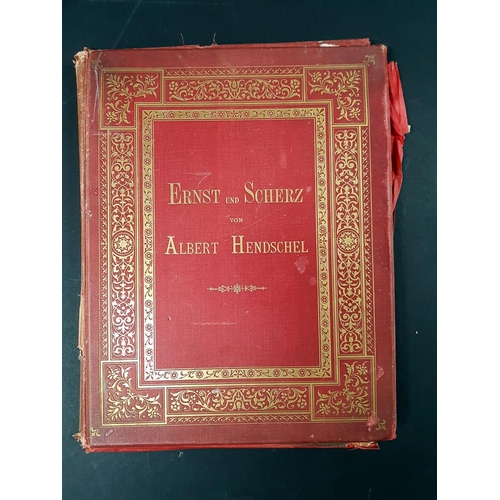 ERNST UND SCHERZ
VON
ALBERT HENDSCHEL